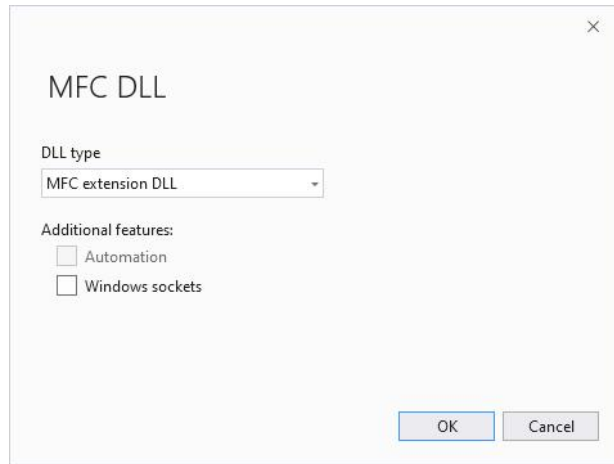 MFC DLL
DLL type
MFC extension DLL
Additional features:
Automation
Windows sockets
OK Cancel